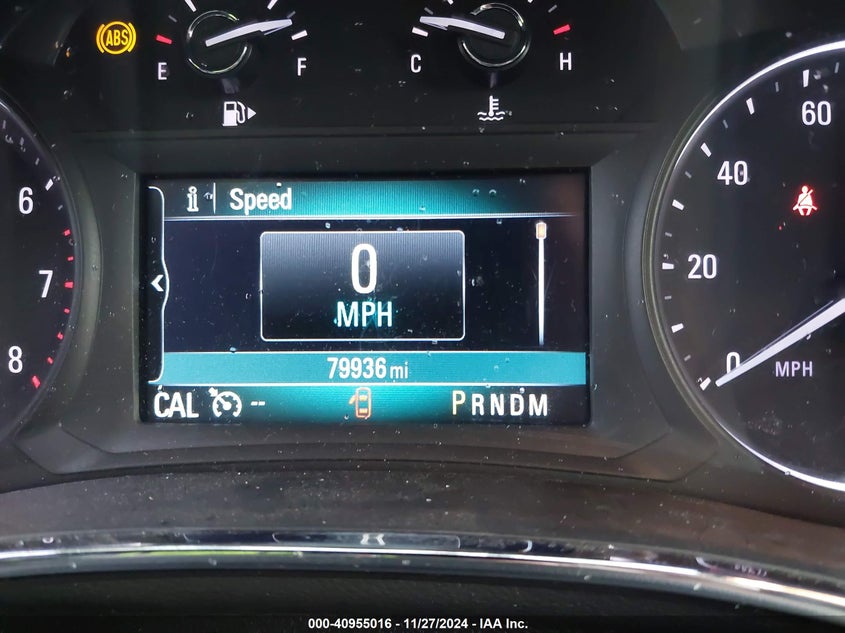 ABS
E F
C H
60
40
20
0
MPH
6
7
8
i Speed
0
MPH
79936 mi
CAL -- PRNDM
000-40955016 - 11/27/2024 - IAA Inc.